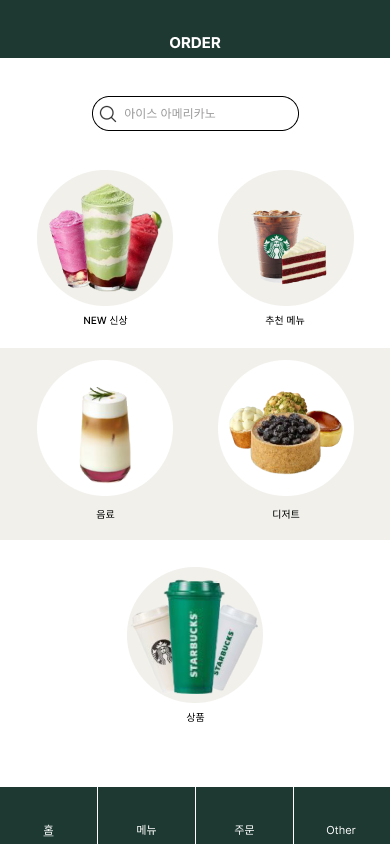 ORDER
아이스 아메리카노
NEW 신상
추천 메뉴
음료
디저트
STARBUCKS
STARBUCKS
상품
홈
메뉴
주문
Other